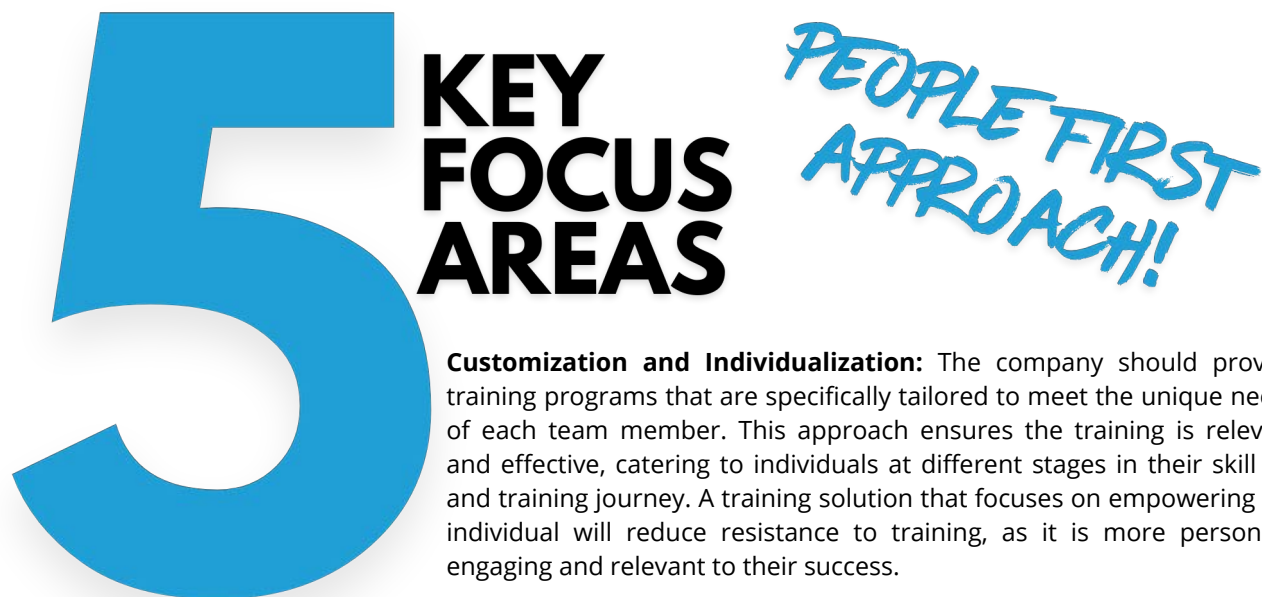 5
KEY
FOCUS
AREAS
PEOPLE FIRST
APPROACH!
Customization and Individualization: The company should prov
training programs that are specifically tailored to meet the unique nee
of each team member. This approach ensures the training is relev
and effective, catering to individuals at different stages in their skill
and training journey. A training solution that focuses on empowering
individual will reduce resistance to training, as it is more person
engaging and relevant to their success.